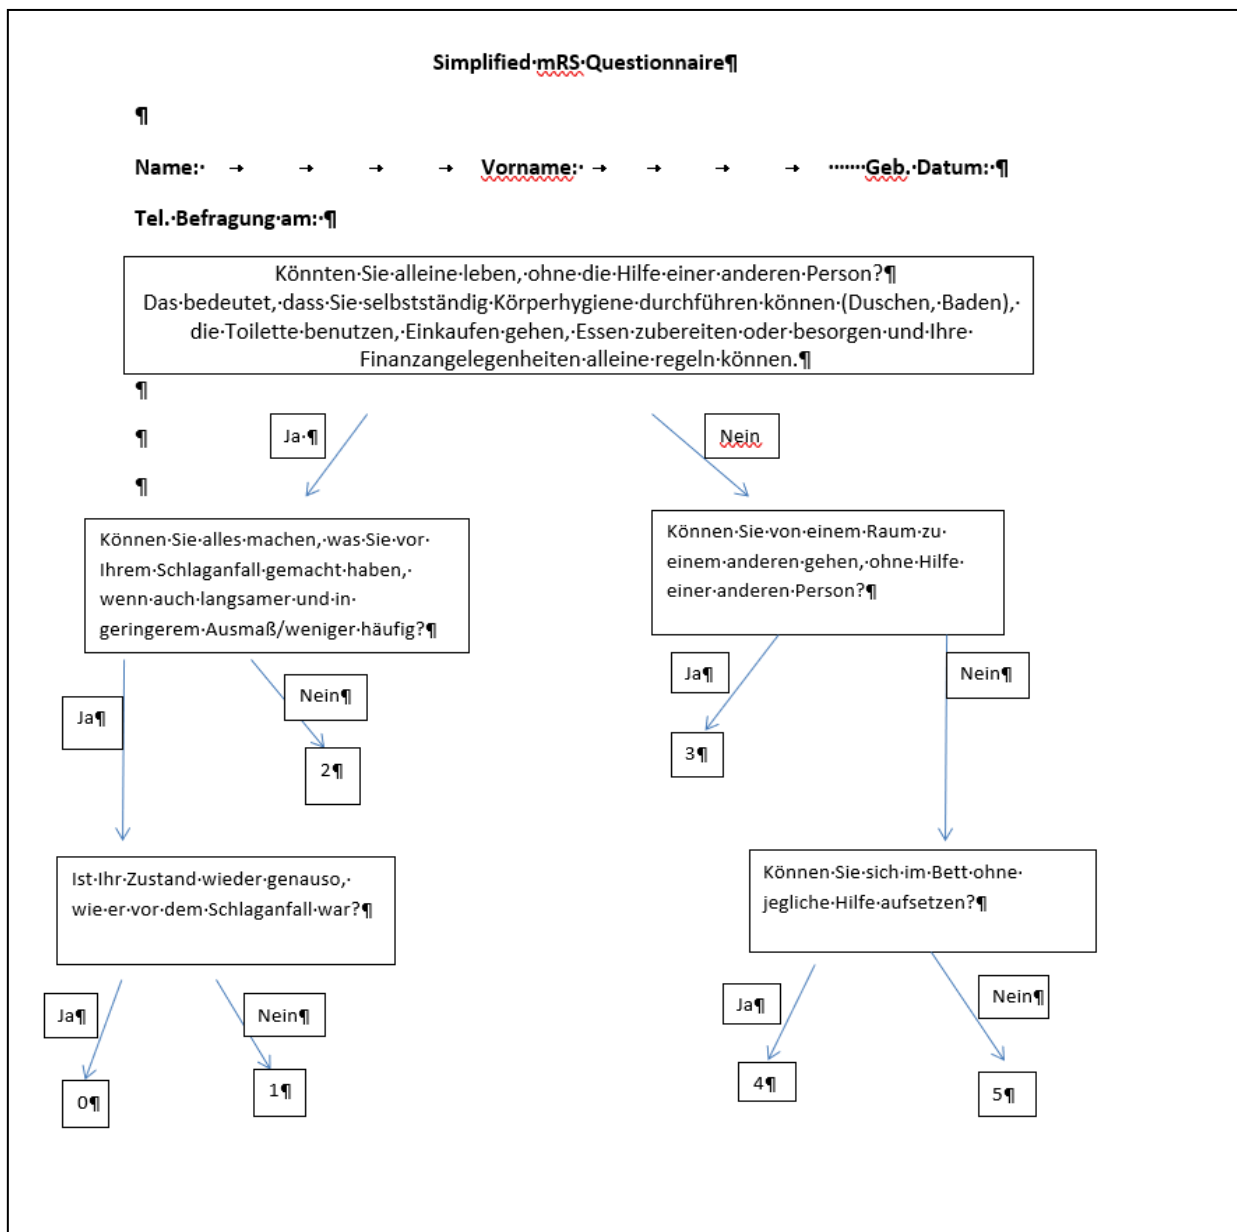 Simplified·mRS·Questionnaire¶
¶
Name:· → → → → Vorname:· → → → → ·······Geb.·Datum:·¶
Tel.·Befragung·am:·¶
Könnten·Sie·alleine·leben,·ohne·die·Hilfe·einer·anderen·Person?¶
Das·bedeutet,·dass·Sie·selbstständig·Körperhygiene·durchführen·können·(Duschen,·Baden),·
die·Toilette·benutzen,·Einkaufen·gehen,·Essen·zubereiten·oder·besorgen·und·Ihre·
Finanzangelegenheiten·alleine·regeln·können.¶
¶
Ja·¶
Nein
¶
¶
Können·Sie·alles·machen,·was·Sie·vor·
Ihrem·Schlaganfall·gemacht·haben,·
wenn·auch·langsamer·und·in·
geringerem·Ausmaß/weniger·häufig?¶
Können·Sie·von·einem·Raum·zu·
einem·anderen·gehen,·ohne·Hilfe·
einer·anderen·Person?¶
Ja¶
Nein¶
2¶
Ja¶
3¶
Nein¶
Ist·Ihr·Zustand·wieder·genauso,·
wie·er·vor·dem·Schlaganfall·war?¶
Können·Sie·sich·im·Bett·ohne·
jegliche·Hilfe·aufsetzen?¶
Ja¶
Nein¶
0¶
1¶
Ja¶
Nein¶
4¶
5¶